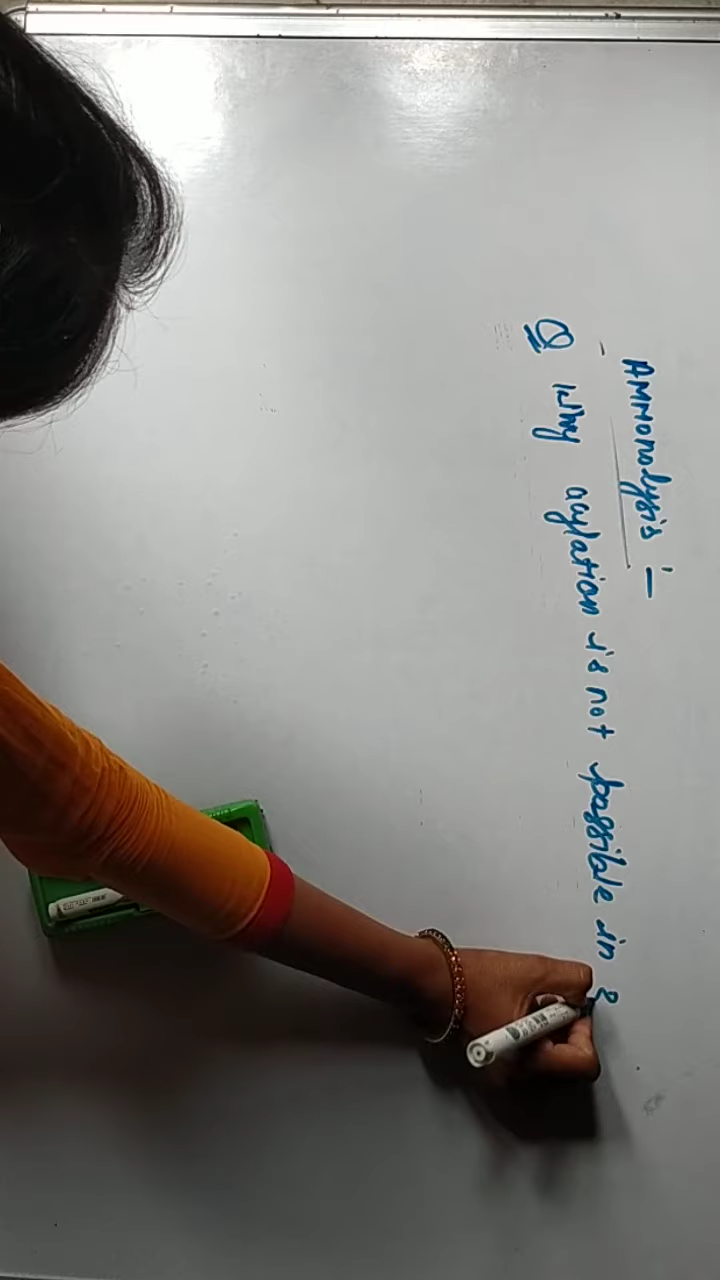 Ammonolysis :-
Q Why acylation is not possible in